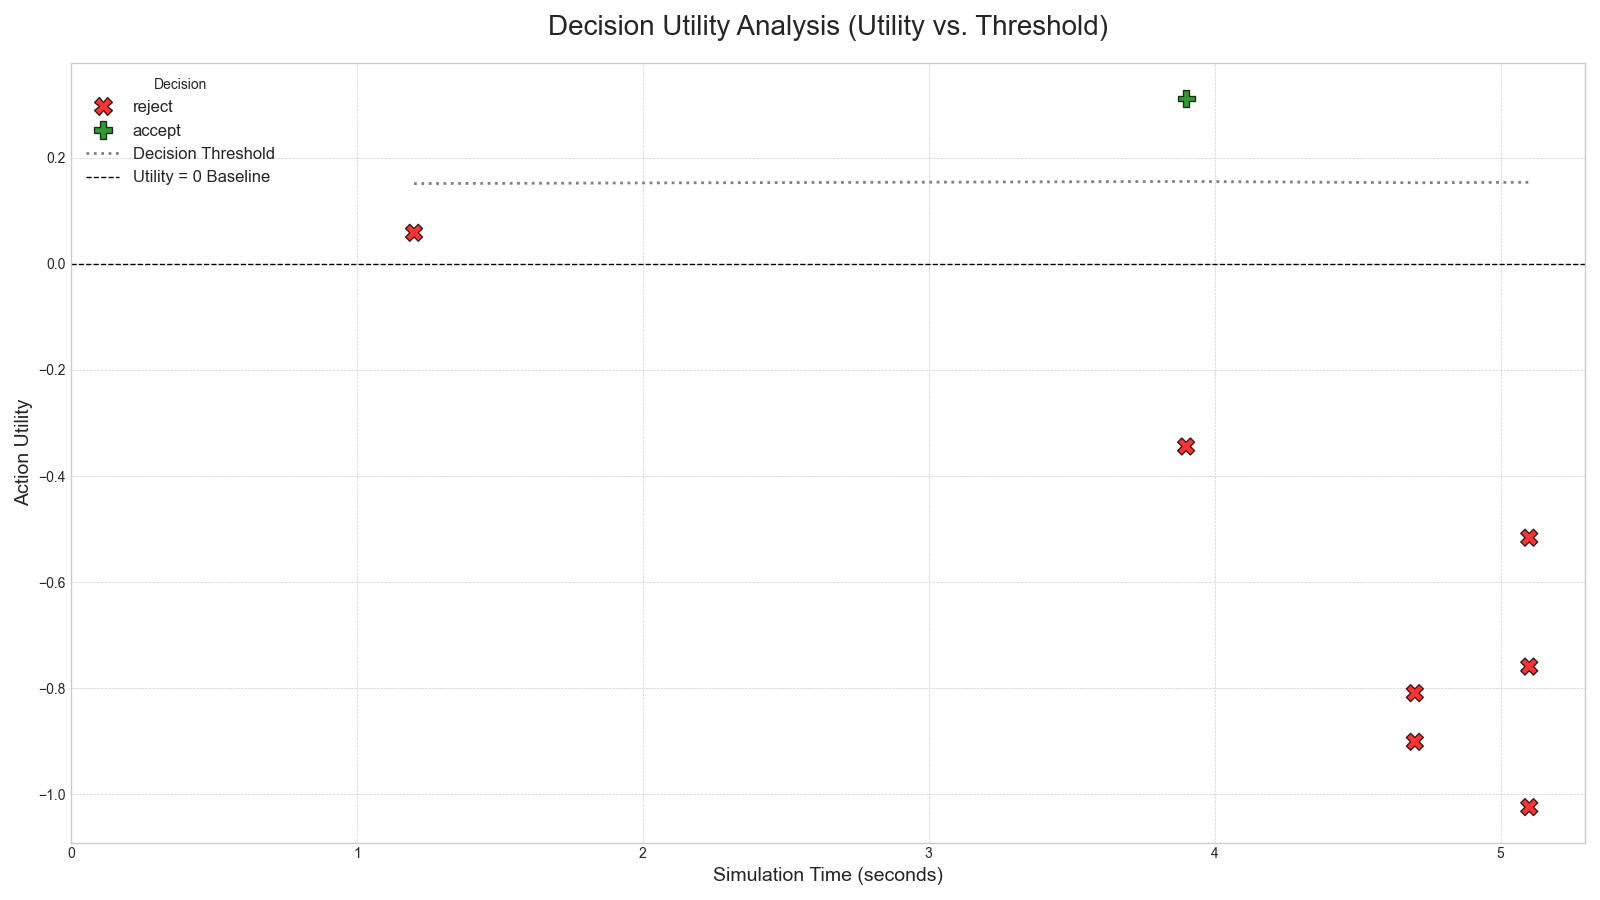 Decision Utility Analysis (Utility vs. Threshold)
Decision
reject
accept
Decision Threshold
Utility = 0 Baseline
0.2
0.0
−0.2
−0.4
−0.6
−0.8
−1.0
Action Utility
0 1 2 3 4 5
Simulation Time (seconds)